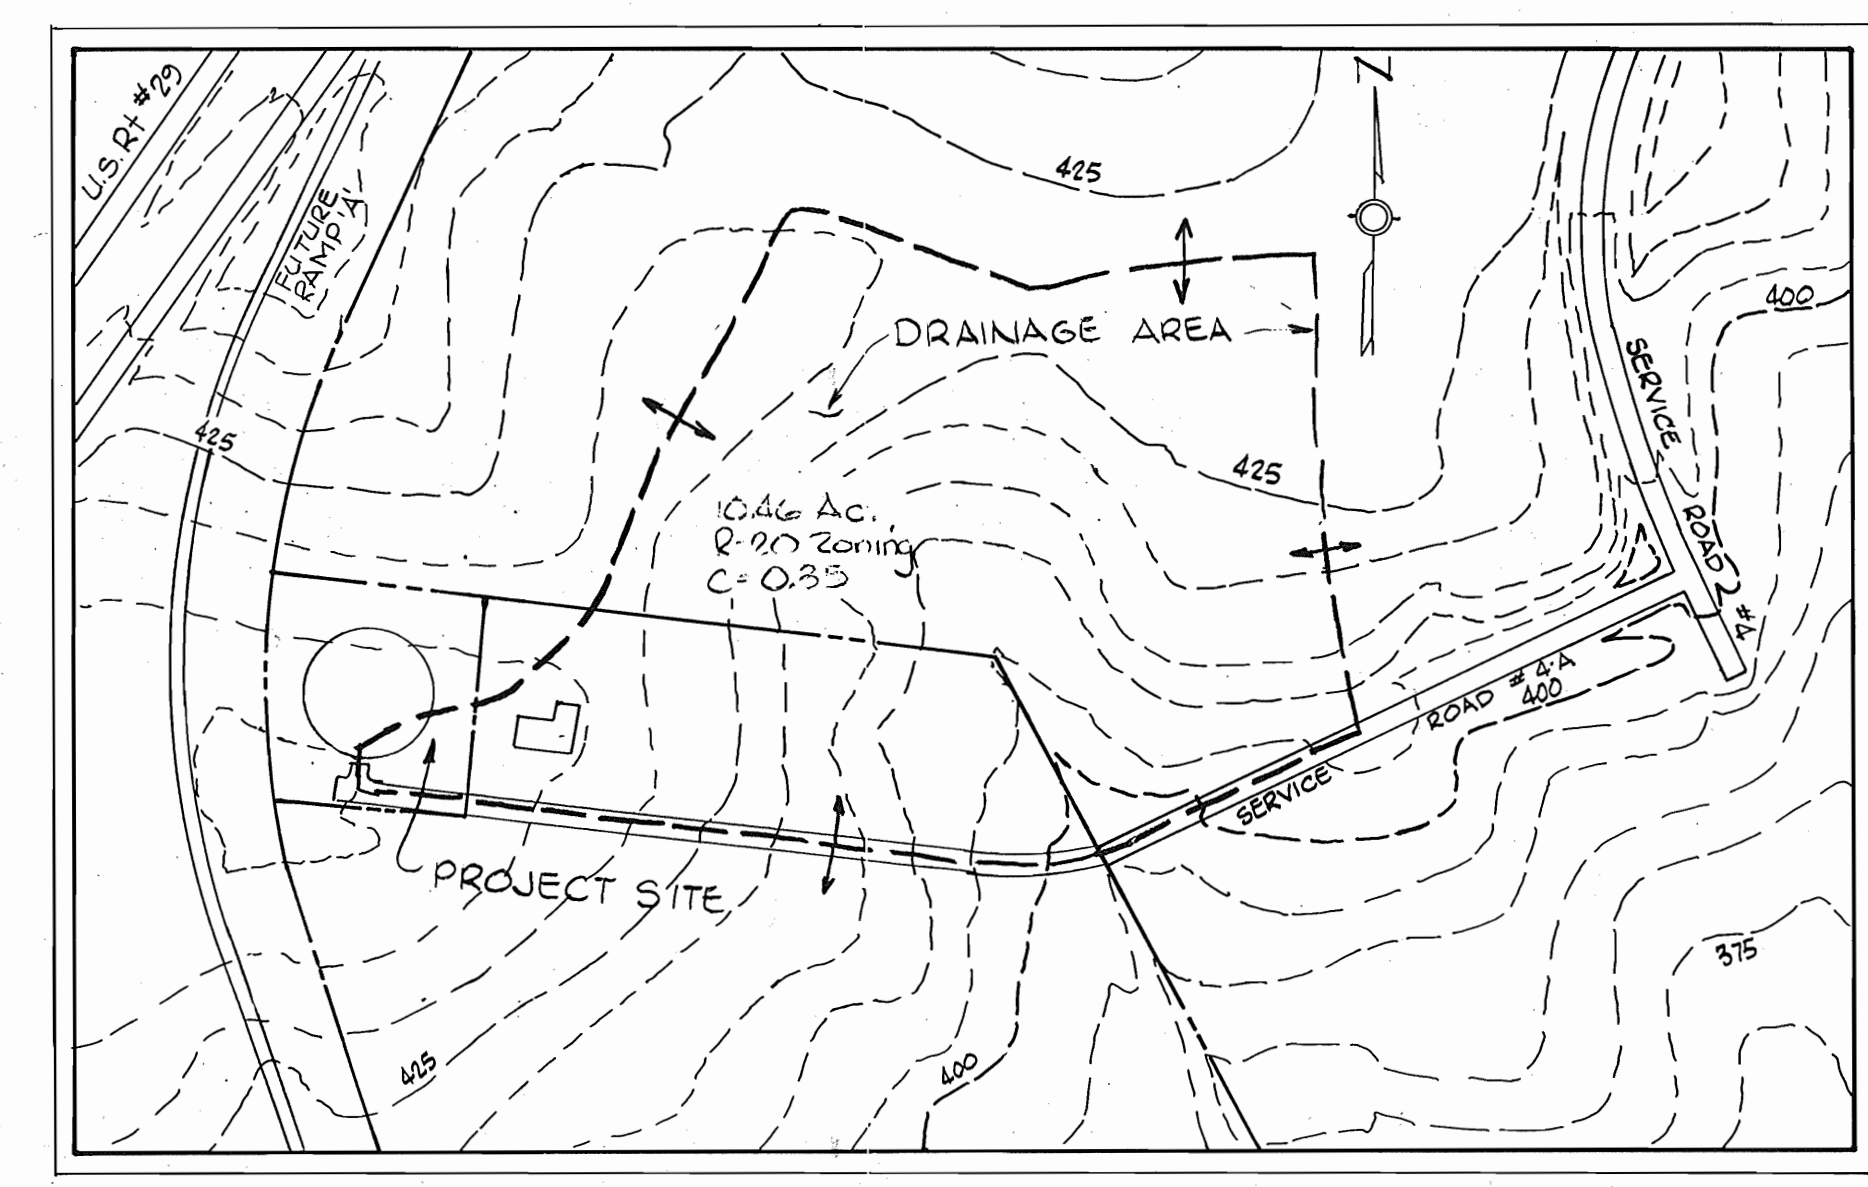 U.S. Rt #29
N
425
FUTURE
RAMP 'A'
400
DRAINAGE AREA
SERVICE ROAD #4
425
425
10.46 Ac.
R-20 Zoning
C= 0.35
ROAD # 4-A
400
SERVICE
PROJECT SITE
375
425
400